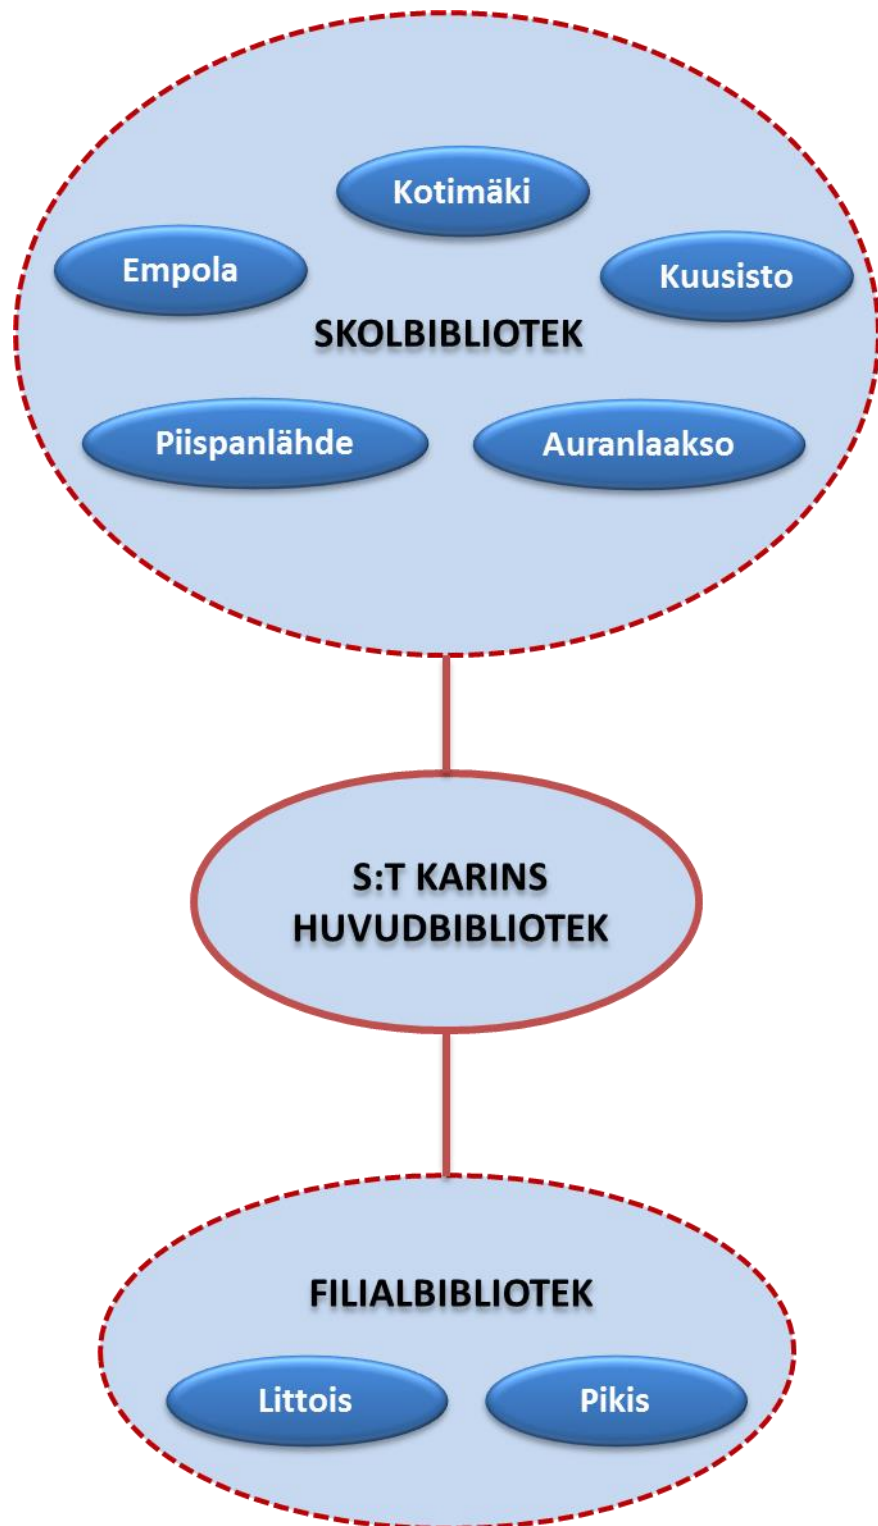 Kotimäki
Empola
Kuusisto
SKOLBIBLIOTEK
Piispanlähde
Auranlaakso
S:T KARINS
HUVUDBIBLIOTEK
FILIALBIBLIOTEK
Littois
Pikis